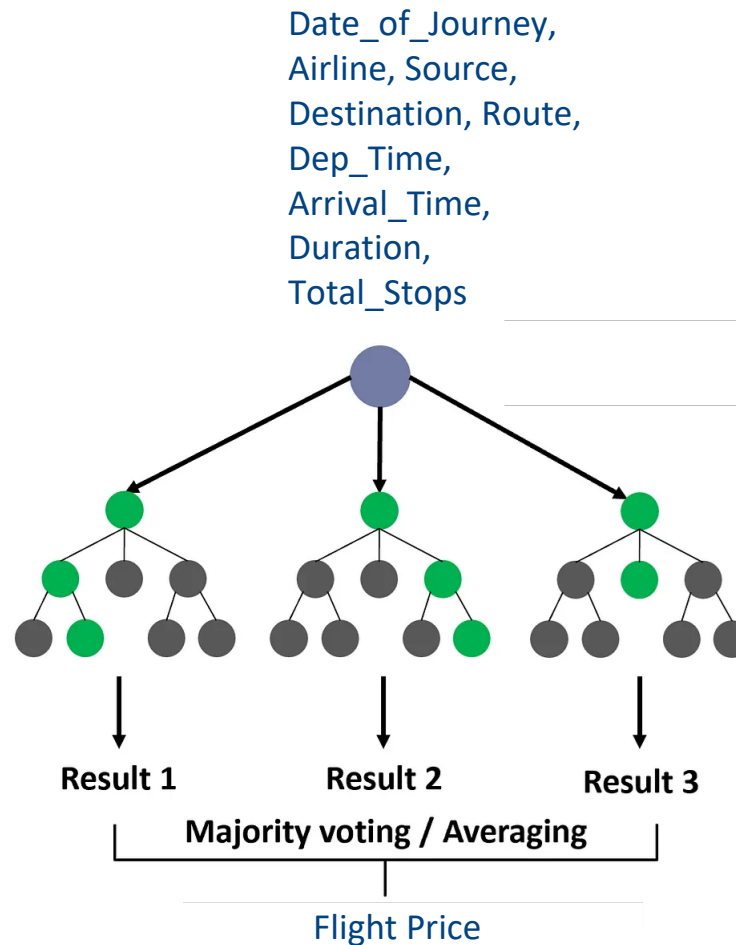 Date_of_Journey,
Airline, Source,
Destination, Route,
Dep_Time,
Arrival_Time,
Duration,
Total_Stops
Result 1
Result 2
Result 3
Majority voting / Averaging
Flight Price